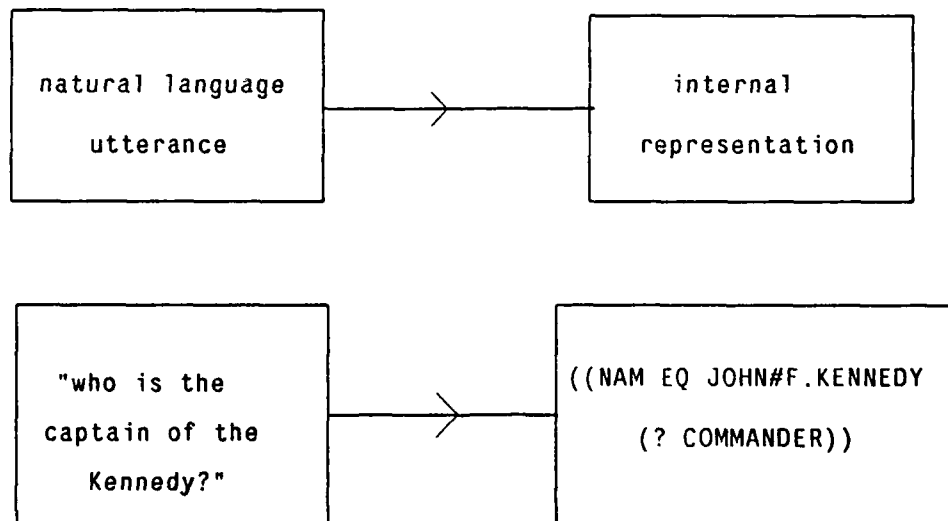 natural language
utterance
internal
representation
"who is the
captain of the
Kennedy?"
((NAM EQ JOHN#F.KENNEDY
(? COMMANDER))